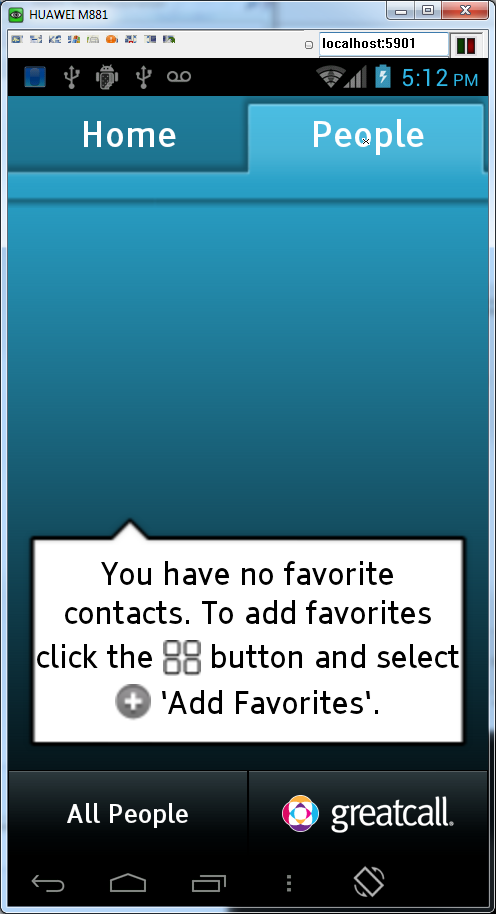 HUAWEI M881
localhost:5901
5:12 PM
Home
People
You have no favorite
contacts. To add favorites
click the button and select
'Add Favorites'.
All People
greatcall.